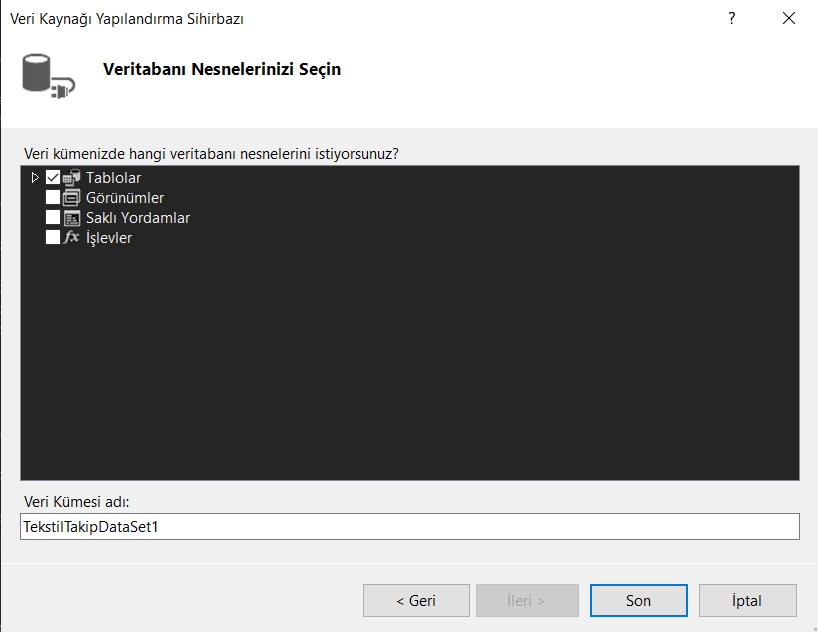 Veri Kaynağı Yapılandırma Sihirbazı
?
Veritabanı Nesnelerinizi Seçin
Veri kümenizde hangi veritabanı nesnelerini istiyorsunuz?
Tablolar
Görünümler
Saklı Yordamlar
fx İşlevler
Veri Kümesi adı:
TekstilTakipDataSet1
< Geri İleri > Son İptal